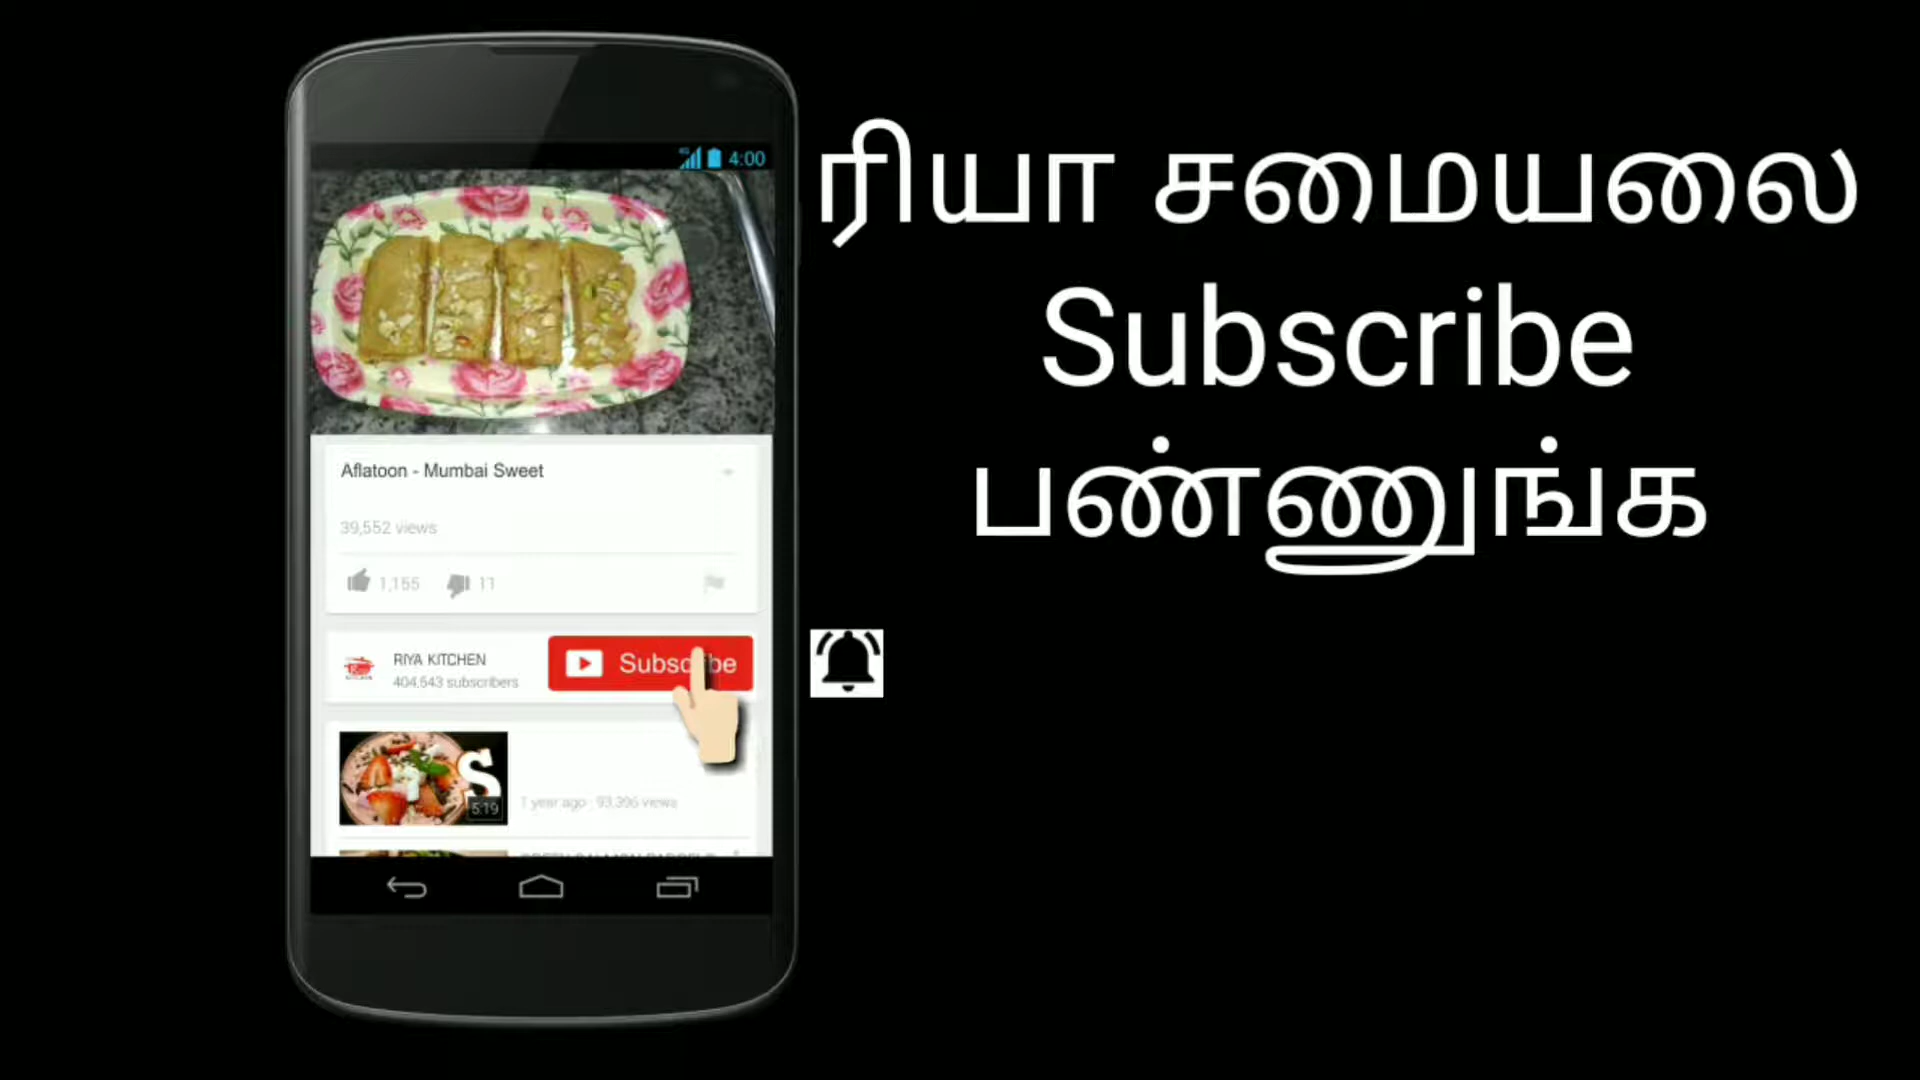 ரியா சமையலை
Subscribe
பண்ணுங்க
4:00
Aflatoon - Mumbai Sweet
39,552 views
1,155 11
RIYA KITCHEN
404,543 subscribers
Subscribe
S
5:19
1 year ago · 93,396 views